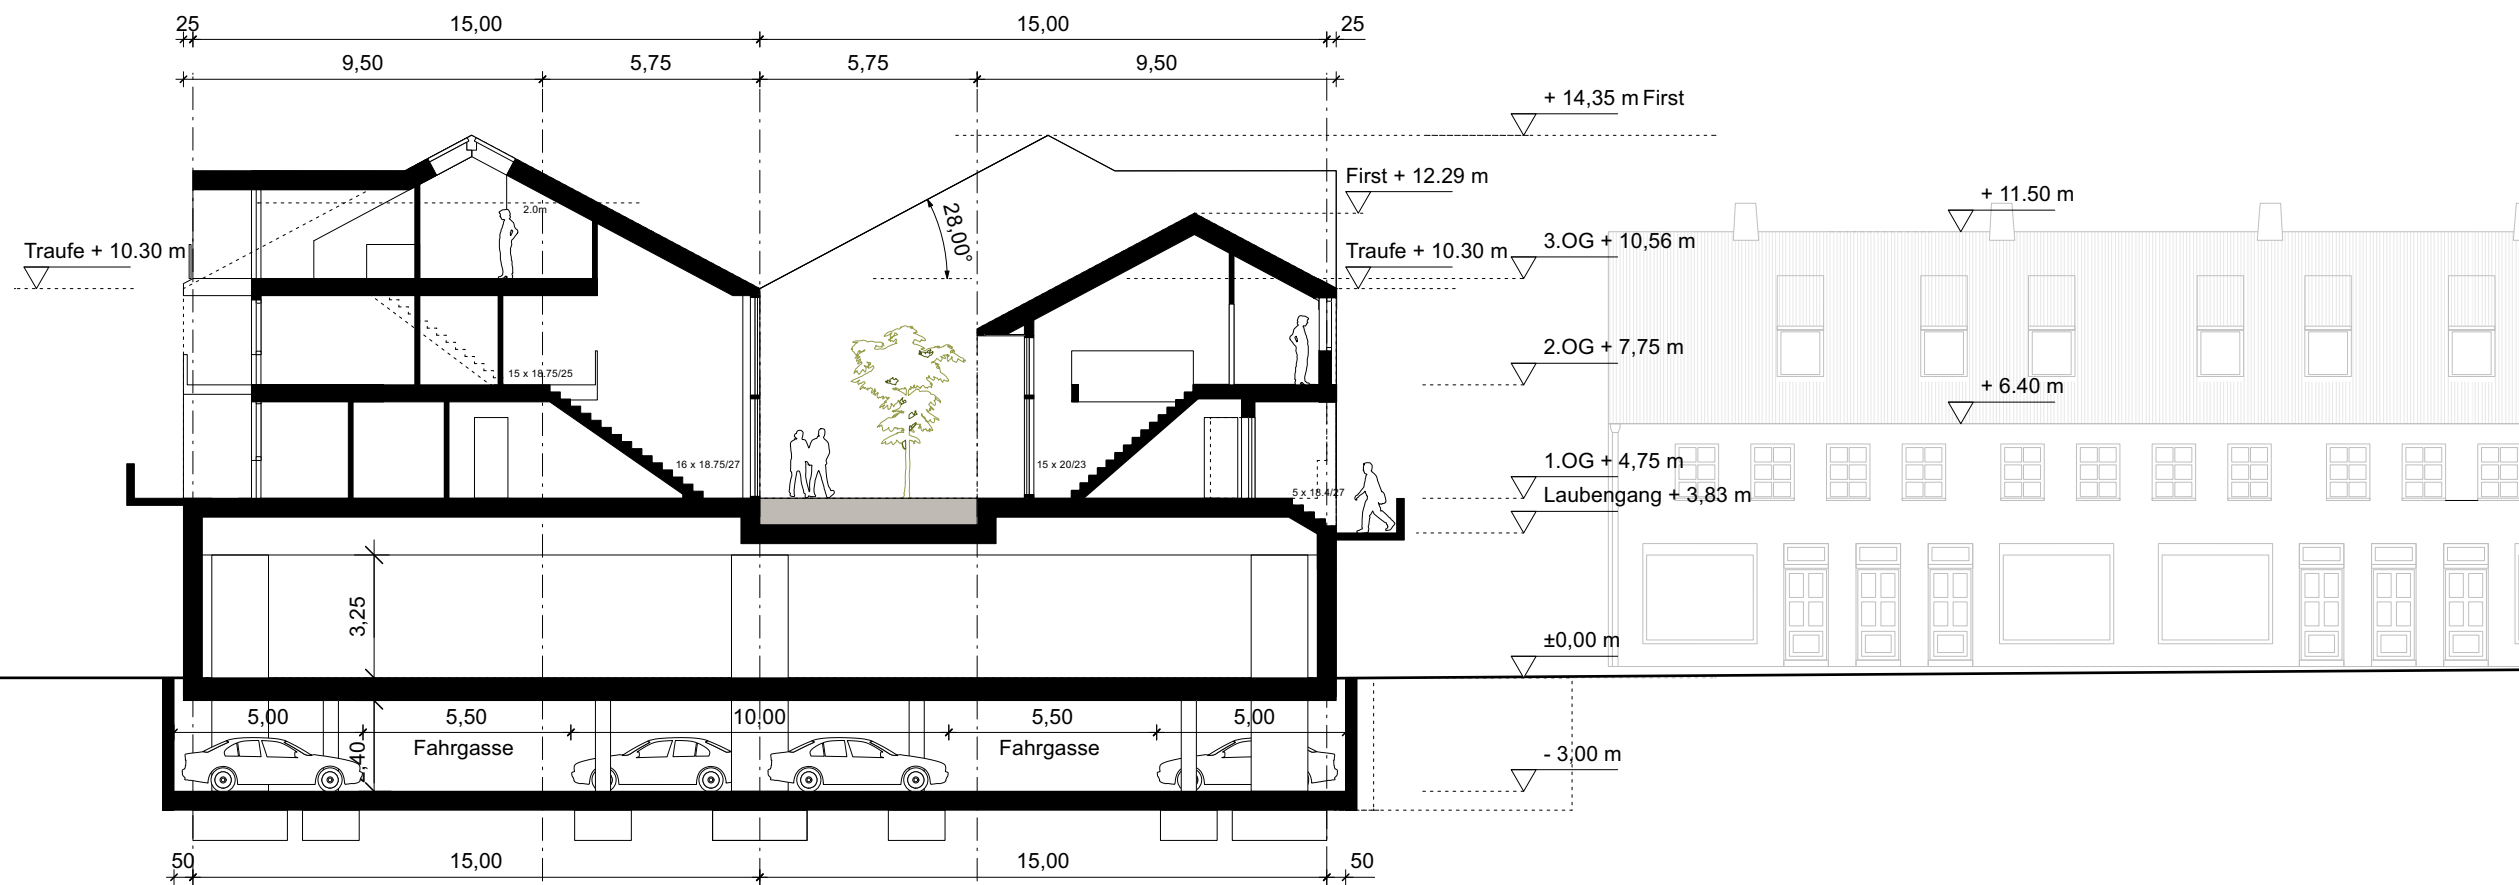 25 15,00 15,00 25
9,50 5,75 5,75 9,50
+ 14,35 m First
First + 12.29 m
+ 11.50 m
2.0m
28,00°
Traufe + 10.30 m
Traufe + 10.30 m
3.OG + 10,56 m
2.OG + 7,75 m
15 x 18.75/25
+ 6.40 m
16 x 18.75/27
15 x 20/23
1.OG + 4,75 m
5 x 18.4/27
Laubengang + 3,83 m
3,25
±0,00 m
5,00 5,50 10,00 5,50 5,00
Fahrgasse Fahrgasse
- 3,00 m
50 15,00 15,00 50